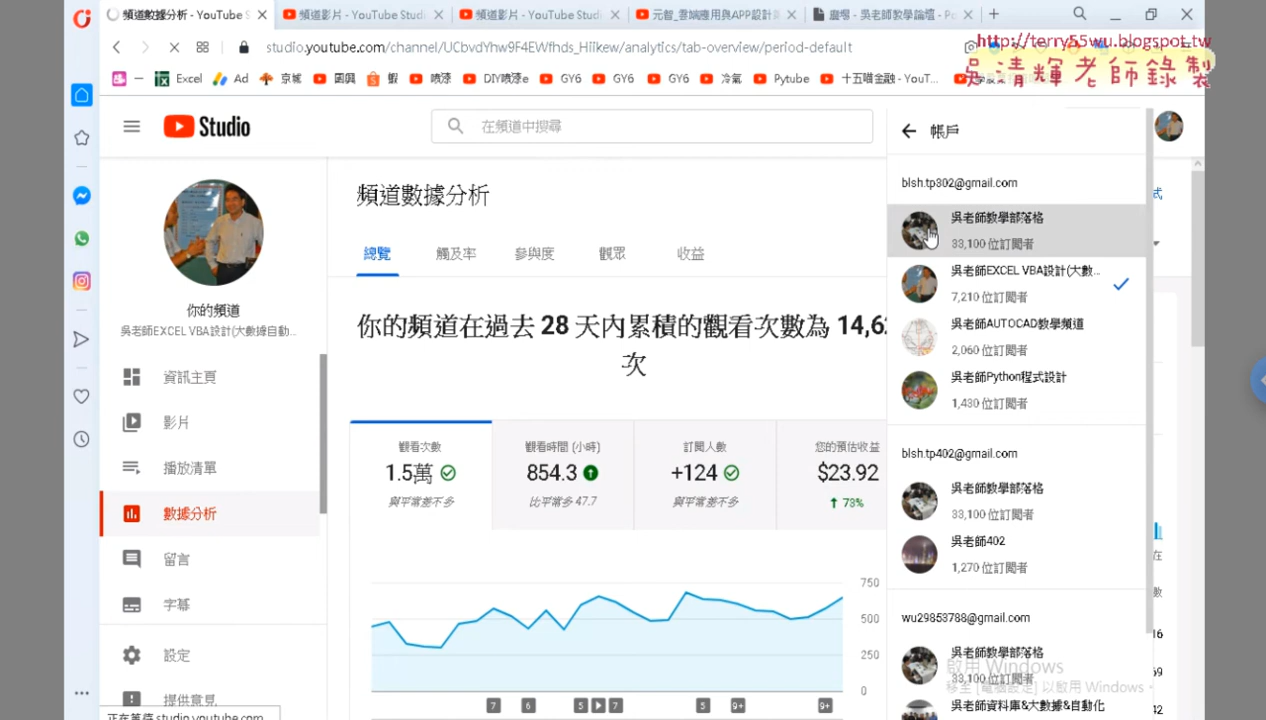 頻道數據分析 - YouTube S
頻道影片 - YouTube Studi
頻道影片 - YouTube Studi
元智_雲端應用與APP設計
- 吳老師教學論壇 - Po
http://terry55wu.blogspot.tw
吳清輝老師錄製
studio.youtube.com/channel/UCbvdYhw9F4EWfhds_Hiikew/analytics/tab-overview/period-default
Excel
Ad
蝦
噴漆
DIY噴漆e
GY6
GY6
GY6
冷氣
Pytube
十五喵金融 - YouT...
Studio
在頻道中搜尋
帳戶
你的頻道
吳老師EXCEL VBA設計(大數據自動...
資訊主頁
影片
播放清單
數據分析
留言
字幕
設定
提供意見
正在等待 studio.youtube.com
頻道數據分析
總覽
觸及率
參與度
觀眾
收益
你的頻道在過去 28 天內累積的觀看次數為 14,62
次
觀看次數
1.5萬
與平常差不多
觀看時間 (小時)
854.3
比平常多 47.7
訂閱人數
+124
與平常差不多
您的預估收益
$23.92
73%
750
500
250
0
7
6
5
7
5
9+
9+
blsh.tp302@gmail.com
吳老師教學部落格
33,100 位訂閱者
吳老師EXCEL VBA設計(大數...
7,210 位訂閱者
吳老師AUTOCAD教學頻道
2,060 位訂閱者
吳老師Python程式設計
1,430 位訂閱者
blsh.tp402@gmail.com
吳老師教學部落格
33,100 位訂閱者
吳老師402
1,270 位訂閱者
wu29853788@gmail.com
吳老師教學部落格
33,100 位訂閱者
吳老師資料庫&大數據&自動化
式
在
數
16
69
42
啟用 Windows
移至 [電腦設定] 以啟用 Windows。